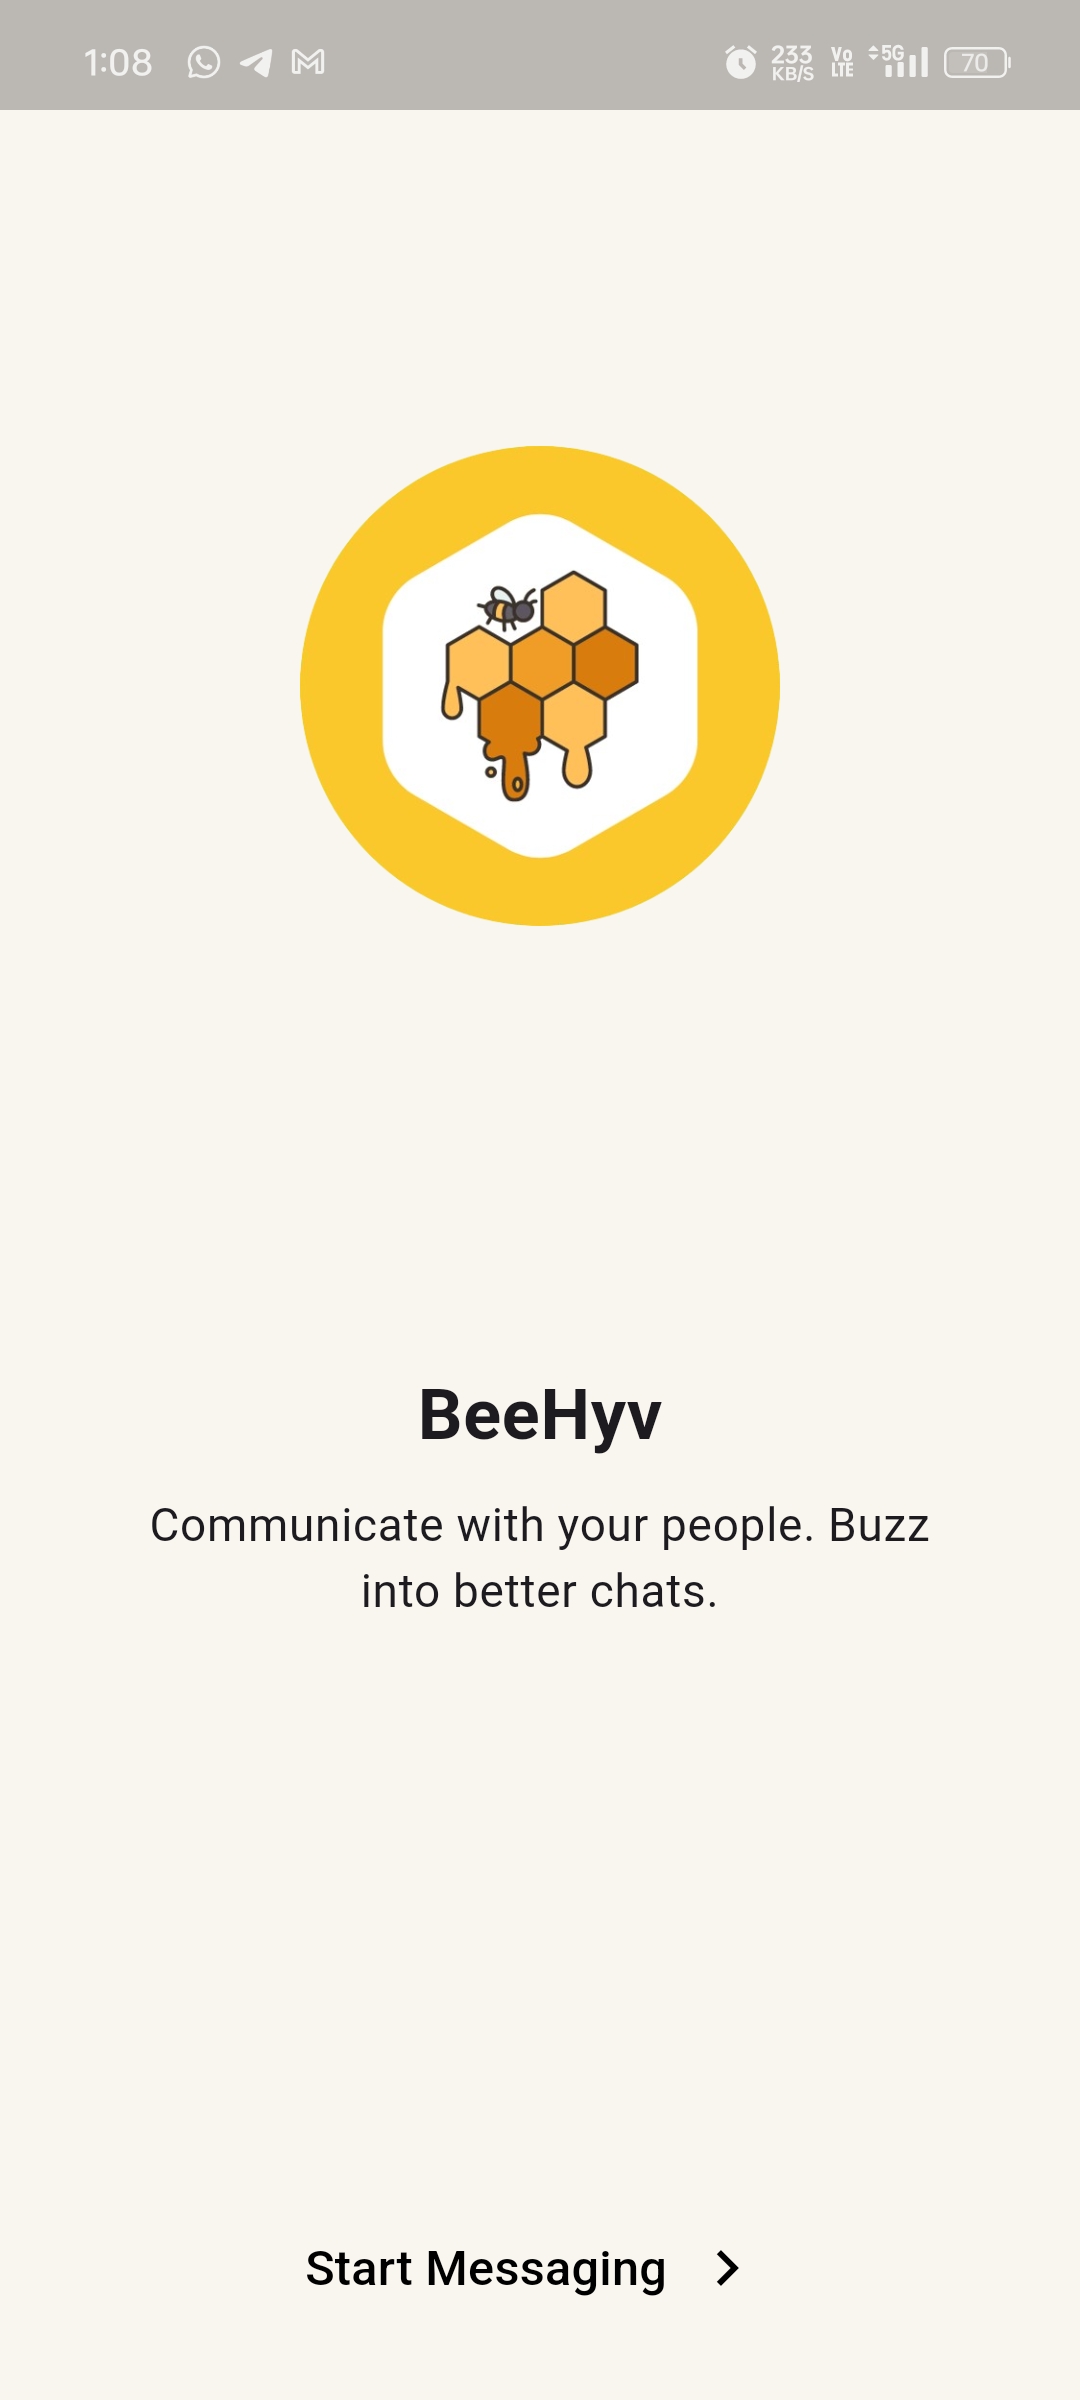 1:08 233 KB/S Vo LTE 5G 70
BeeHyv
Communicate with your people. Buzz
into better chats.
Start Messaging